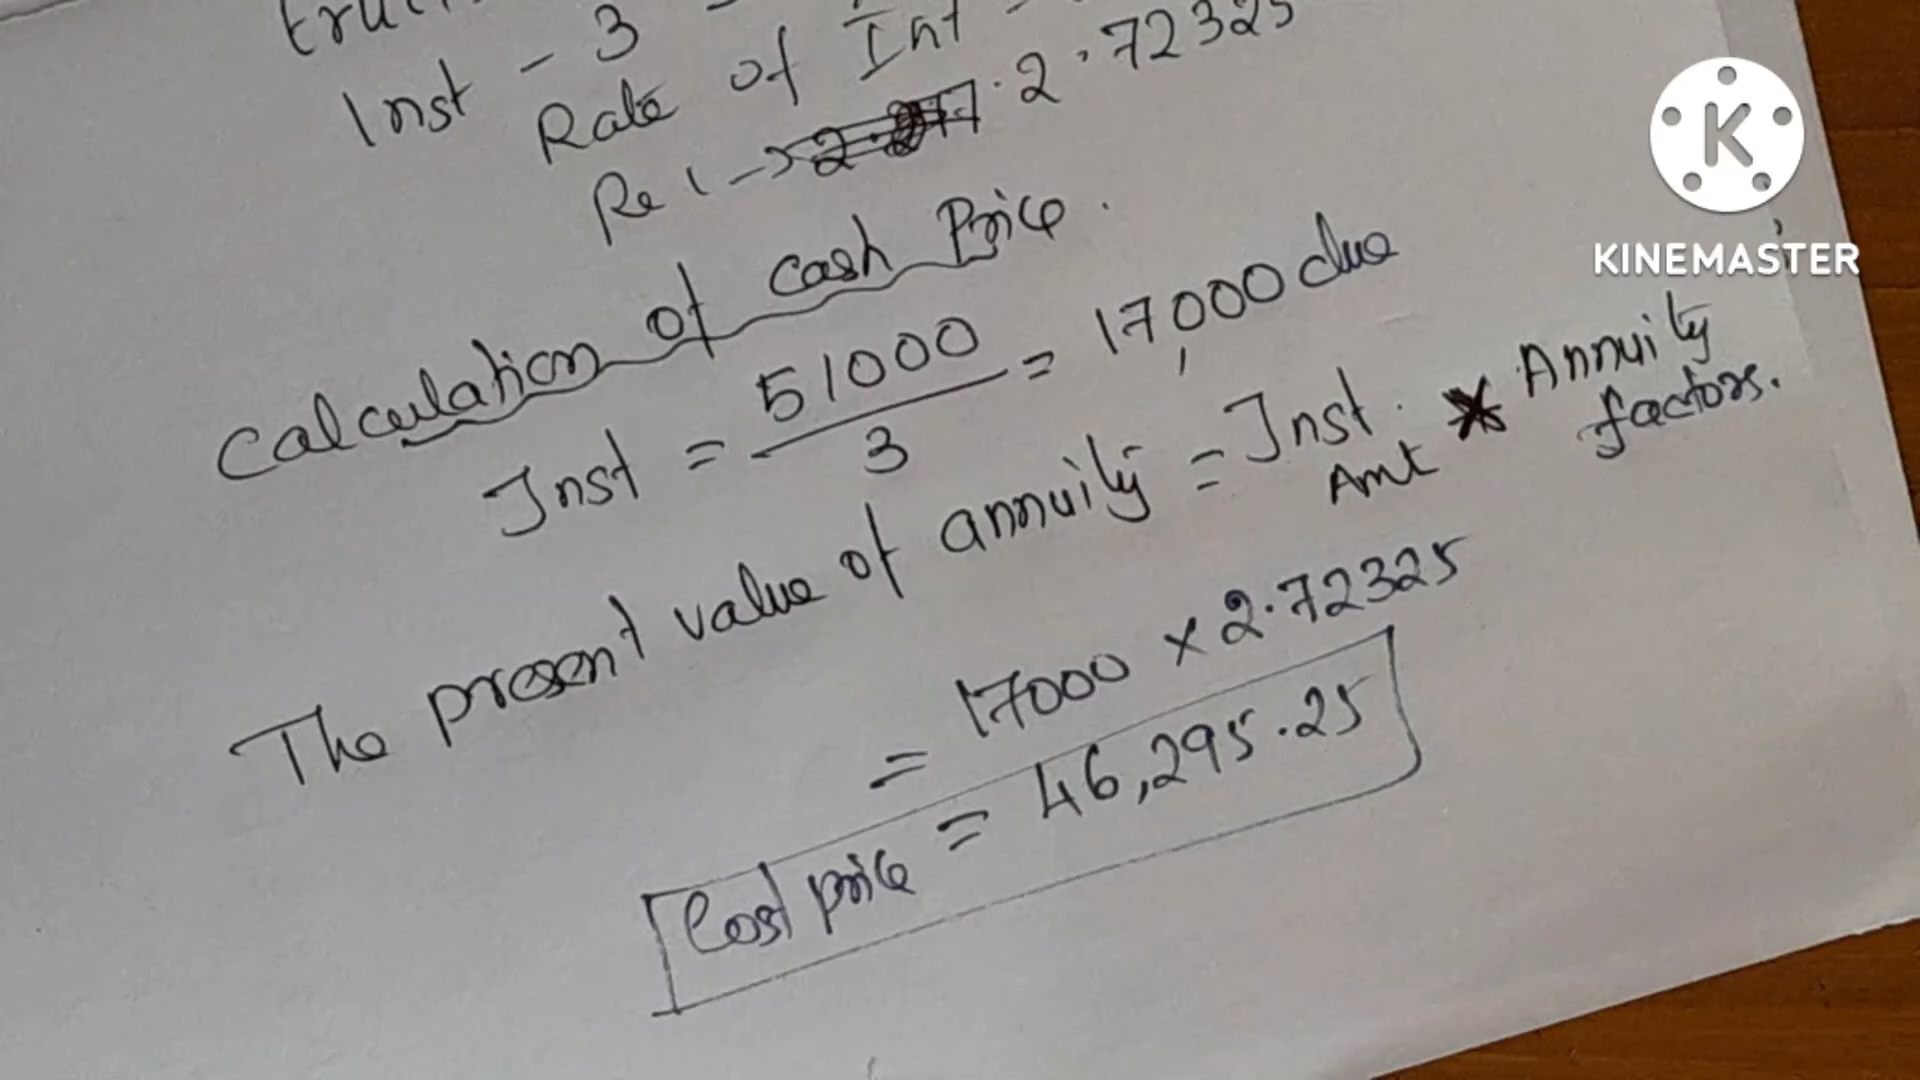 Inst - 3
Rate of Int -
Re 1 → 2.72325
Calculation of Cash Price.
Inst = 51000 / 3 = 17,000 due
The present value of annuity = Inst. Amt * Annuity factors.
= 17000 x 2.72325
Cost price = 46,295.25
K
KINEMASTER